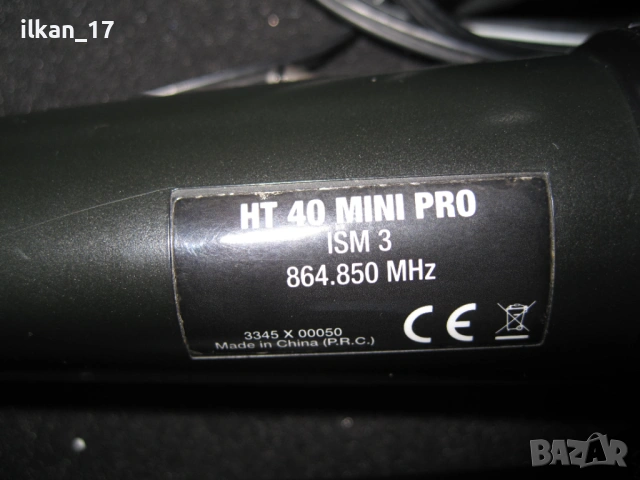 ilkan_17
HT 40 MINI PRO
ISM 3
864.850 MHz
3345 X 00050
Made in China (P.R.C.)
CE
BAZAR